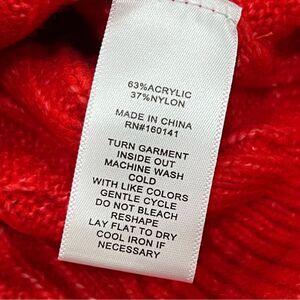 63%ACRYLIC
37%NYLON
MADE IN CHINA
RN#160141
TURN GARMENT
INSIDE OUT
MACHINE WASH
COLD
WITH LIKE COLORS
GENTLE CYCLE
DO NOT BLEACH
RESHAPE
LAY FLAT TO DRY
COOL IRON IF
NECESSARY